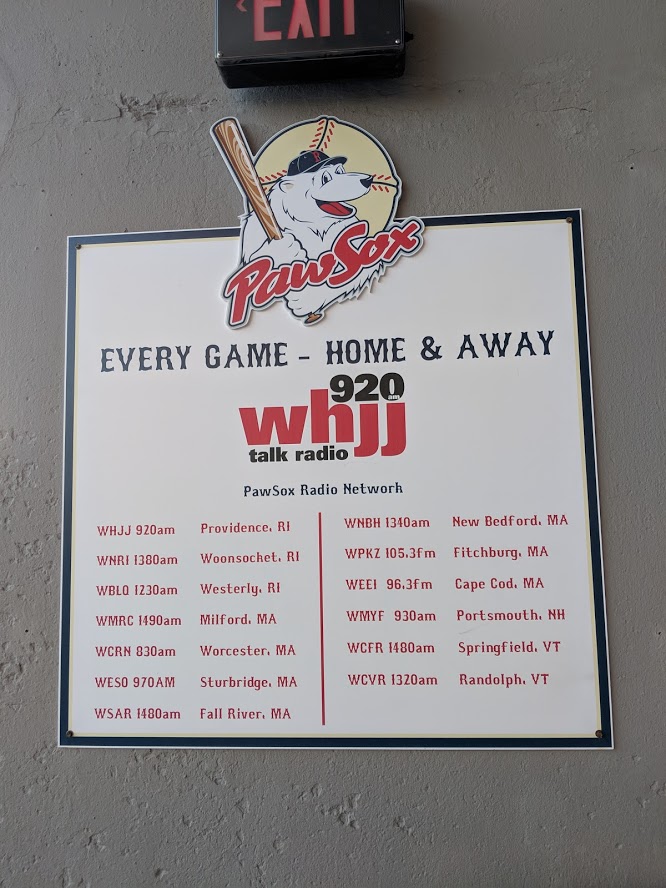 EXIT
PawSox
EVERY GAME - HOME & AWAY
920
am
whjj
talk radio
PawSox Radio Network
WHJJ 920am Providence, RI
WNRI 1380am Woonsocket, RI
WBLQ 1230am Westerly, RI
WMRC 1490am Milford, MA
WCRN 830am Worcester, MA
WESO 970AM Sturbridge, MA
WSAR 1480am Fall River, MA
WNBH 1340am New Bedford, MA
WPKZ 105.3fm Fitchburg, MA
WEEI 96.3fm Cape Cod, MA
WMYF 930am Portsmouth, NH
WCFR 1480am Springfield, VT
WCVR 1320am Randolph, VT